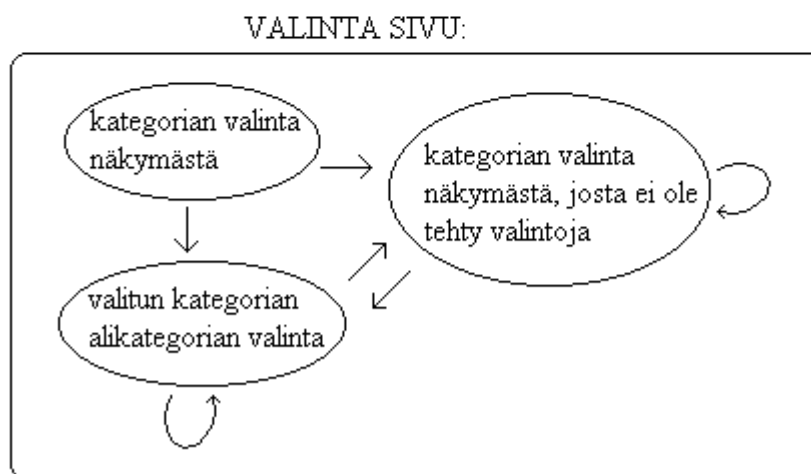 VALINTA SIVU:
kategorian valinta
näkymästä
kategorian valinta
näkymästä, josta ei ole
tehty valintoja
valitun kategorian
alikategorian valinta